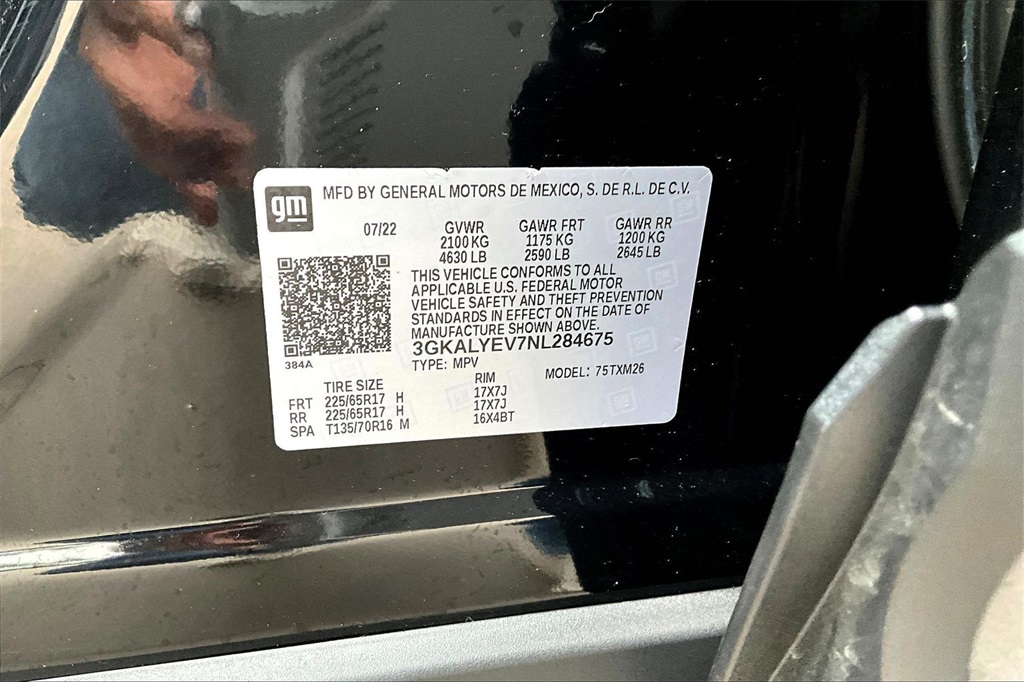 gm MFD BY GENERAL MOTORS DE MEXICO, S. DE R.L. DE C.V.
07/22 GVWR GAWR FRT GAWR RR
2100 KG 1175 KG 1200 KG
4630 LB 2590 LB 2645 LB
THIS VEHICLE CONFORMS TO ALL
APPLICABLE U.S. FEDERAL MOTOR
VEHICLE SAFETY AND THEFT PREVENTION
STANDARDS IN EFFECT ON THE DATE OF
MANUFACTURE SHOWN ABOVE.
3GKALYEV7NL284675
384A
TYPE: MPV MODEL: 75TXM26
TIRE SIZE RIM
FRT 225/65R17 H 17X7J
RR 225/65R17 H 17X7J
SPA T135/70R16 M 16X4BT